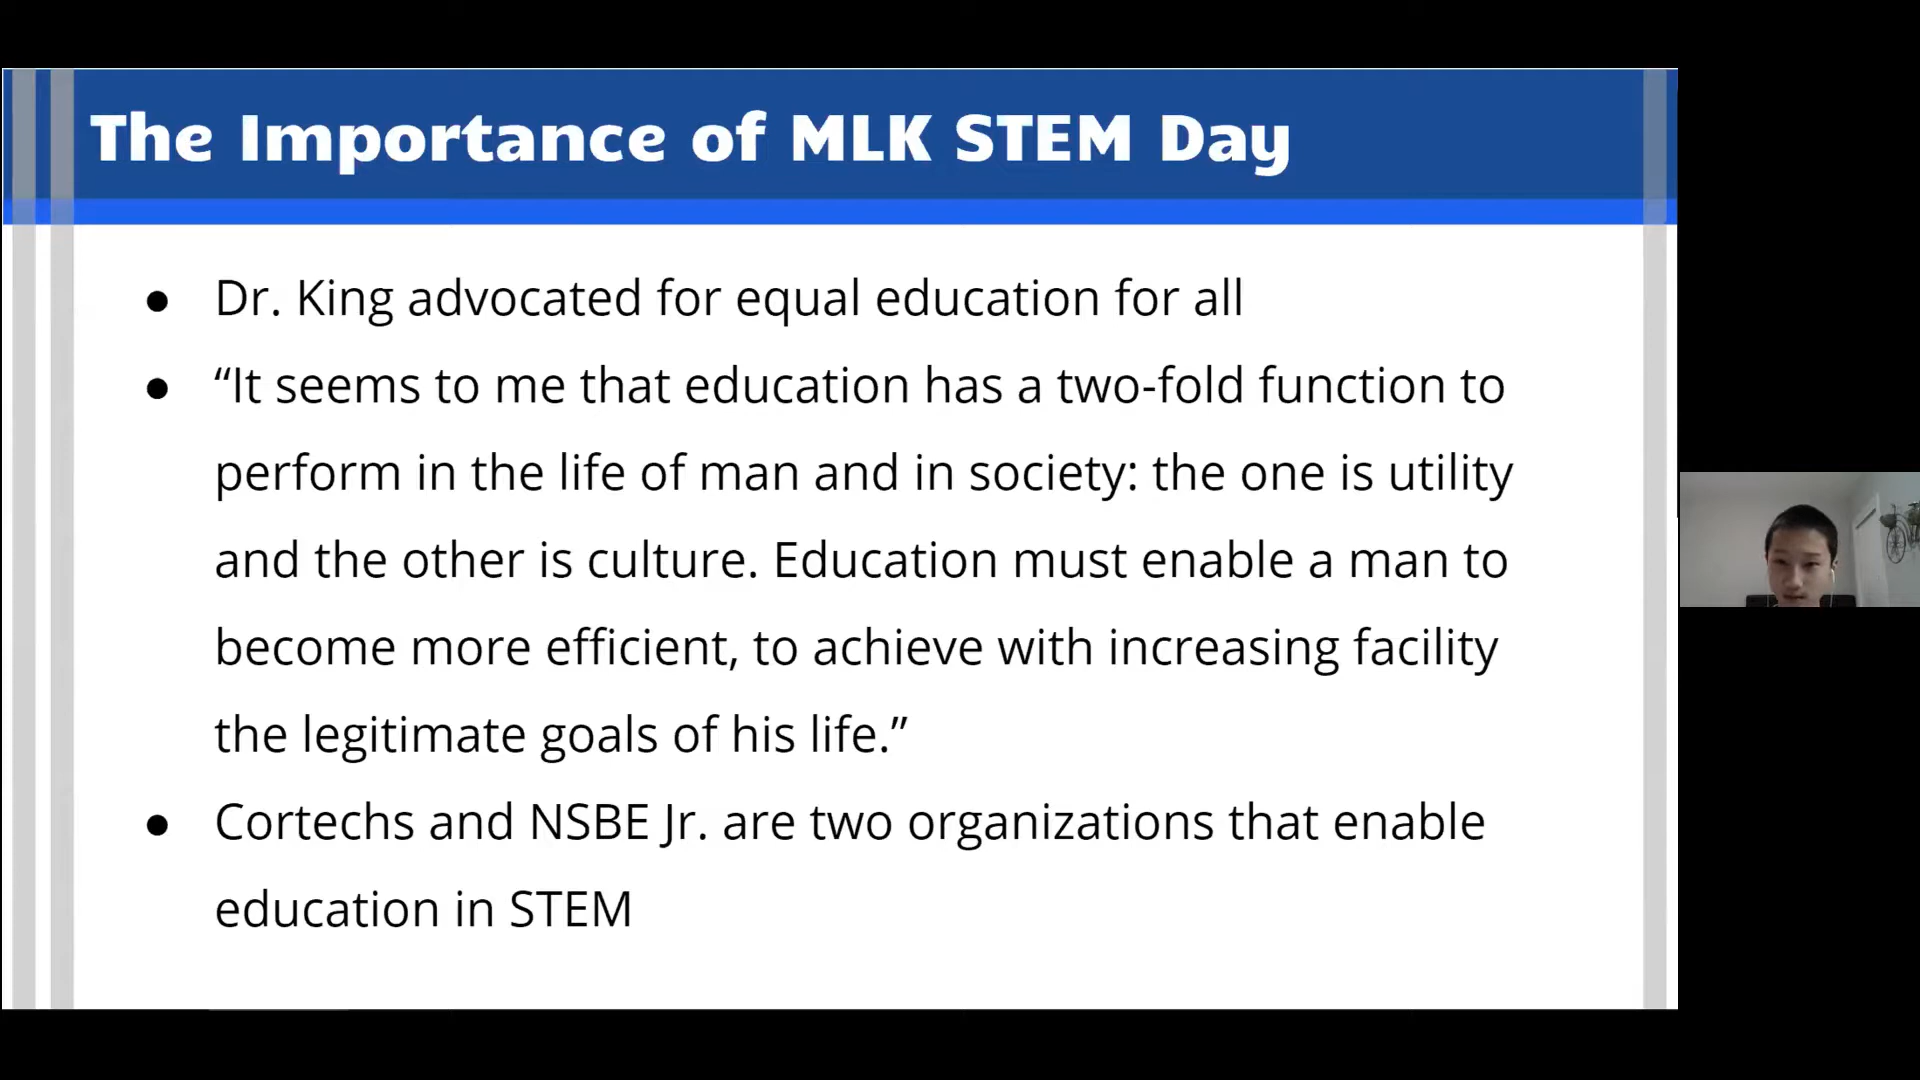 The Importance of MLK STEM Day
● Dr. King advocated for equal education for all
● “It seems to me that education has a two-fold function to
perform in the life of man and in society: the one is utility
and the other is culture. Education must enable a man to
become more efficient, to achieve with increasing facility
the legitimate goals of his life.”
● Cortechs and NSBE Jr. are two organizations that enable
education in STEM